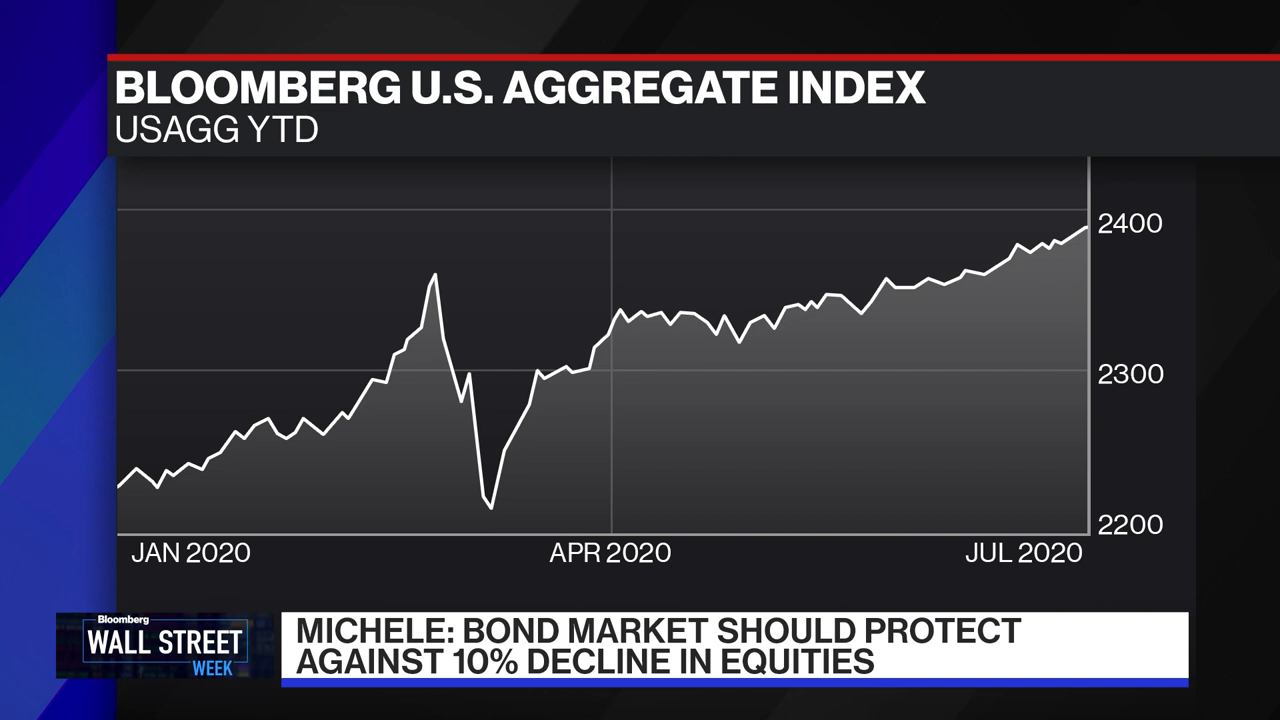 BLOOMBERG U.S. AGGREGATE INDEX
USAGG YTD
2400
2300
2200
JAN 2020
APR 2020
JUL 2020
Bloomberg
WALL STREET
WEEK
MICHELE: BOND MARKET SHOULD PROTECT
AGAINST 10% DECLINE IN EQUITIES